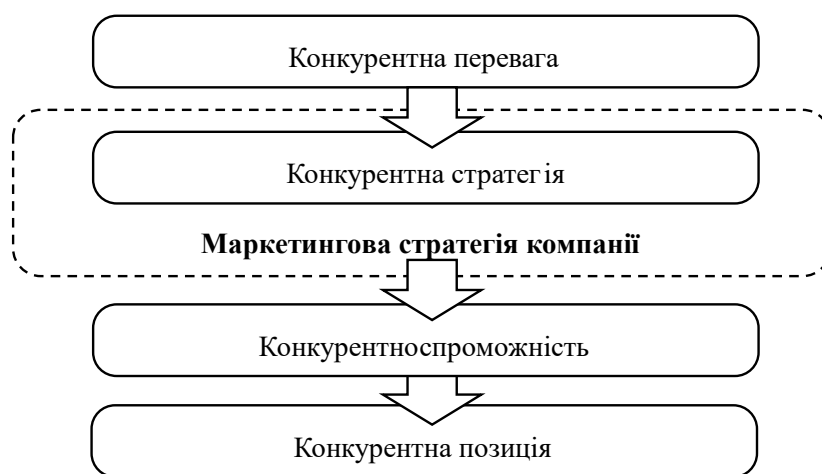 Конкурентна перевага
Конкурентна стратегія
Маркетингова стратегія компанії
Конкурентноспроможність
Конкурентна позиція